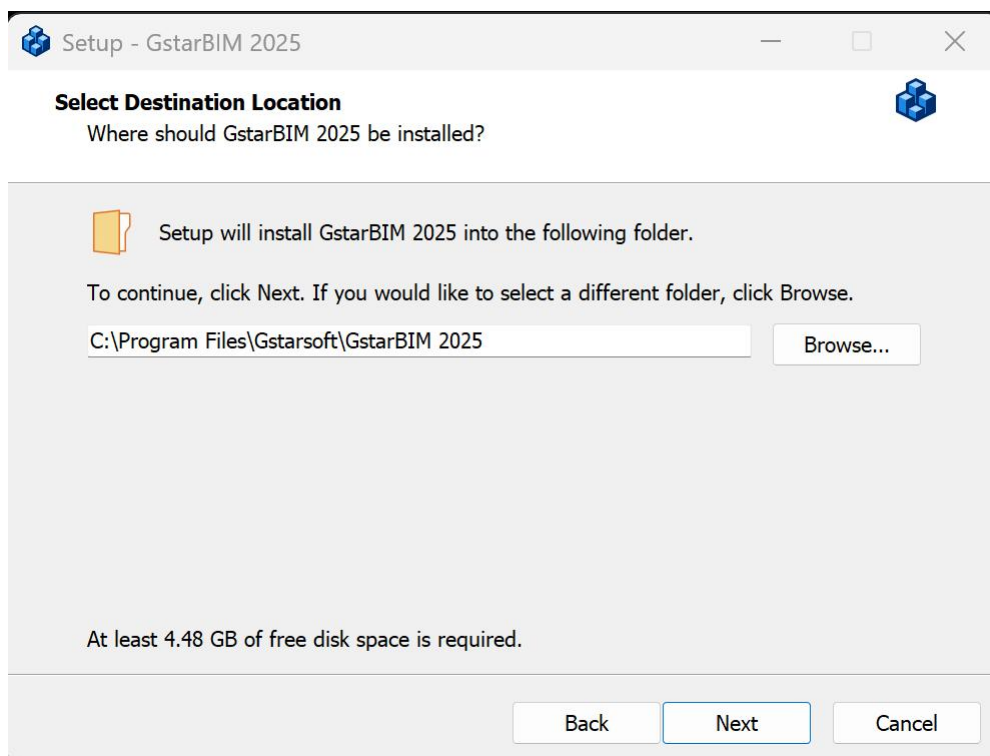 Setup - GstarBIM 2025
Select Destination Location
Where should GstarBIM 2025 be installed?
Setup will install GstarBIM 2025 into the following folder.
To continue, click Next. If you would like to select a different folder, click Browse.
C:\Program Files\Gstarsoft\GstarBIM 2025
Browse...
At least 4.48 GB of free disk space is required.
Back
Next
Cancel